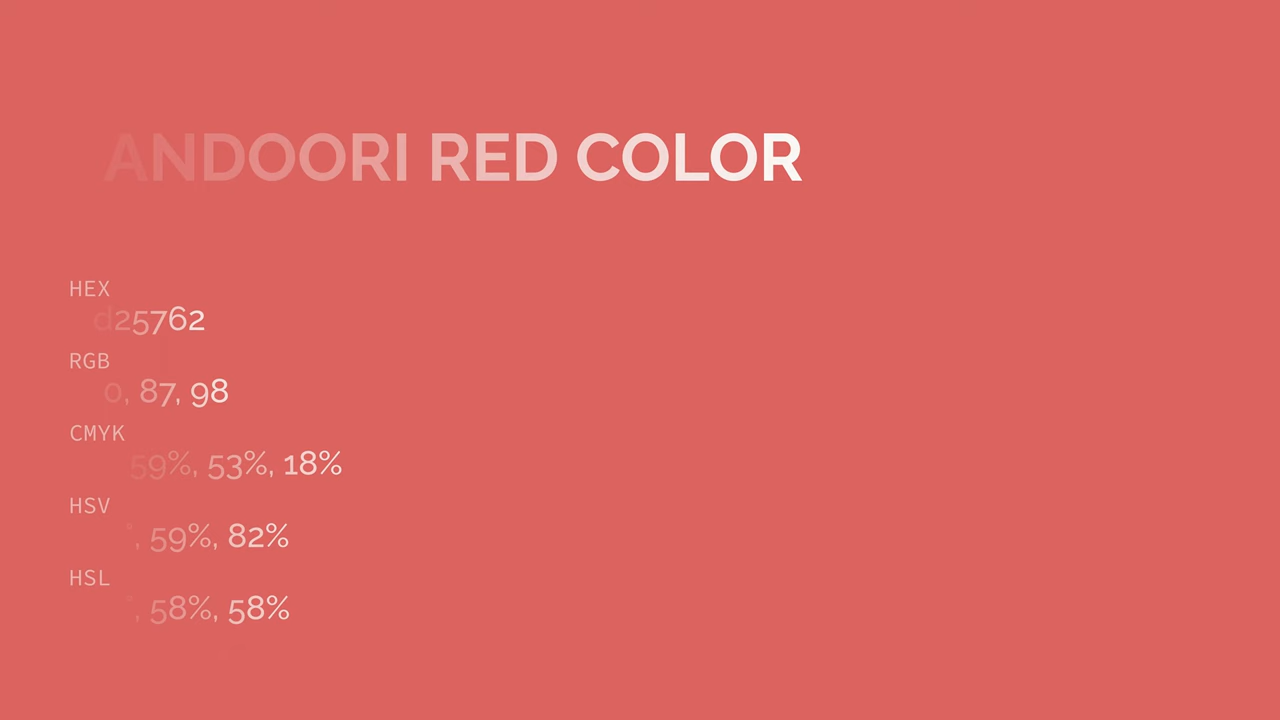 ANDOORI RED COLOR
HEX
d25762
RGB
0, 87, 98
CMYK
59%, 53%, 18%
HSV
°, 59%, 82%
HSL
°, 58%, 58%